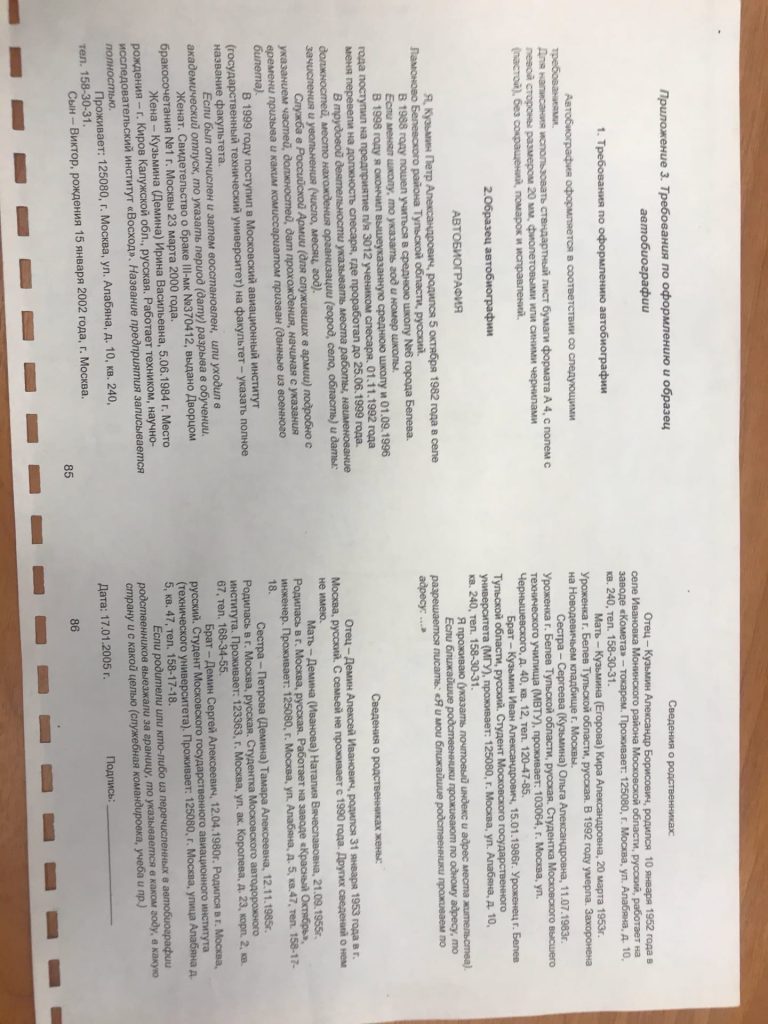 Приложение 3. Требования по оформлению и образец
автобиографии
1. Требования по оформлению автобиографии
Автобиография оформляется в соответствии со следующими
требованиями.
Для написания использовать стандартный лист бумаги формата А 4, с полем с
левой стороны размером 20 мм, фиолетовыми или синими чернилами
(пастой), без сокращений, помарок и исправлений.
2.Образец автобиографии
АВТОБИОГРАФИЯ
Я, Кузьмин Петр Александрович, родился 5 октября 1982 года в селе
Ламоново Белевского района Тульской области, русский.
В 1988 году пошел учиться в среднюю школу №6 города Белева.
Если менял школу, то указать год и номер школы.
В 1998 году я окончил вышеуказанную среднюю школу и 01.09.1996
года поступил на предприятие п/я 3012 учеником слесаря. 01.11.1992 года
меня перевели на должность слесаря, где проработал до 25.06.1999 года.
В трудовой деятельности указывать места работы, наименование
должностей, место нахождения организации (город, село, область) и даты:
зачисления и увольнения (число, месяц, год).
Служба в Российской Армии (для служивших в армии) подробно с
указанием частей, должностей, дат прохождения, начиная с указания
времени призыва и каким комиссариатом призван (данные из военного
билета).
В 1999 году поступил в Московский авиационный институт
(государственный технический университет) на факультет – указать полное
название факультета.
Если был отчислен и затем восстановлен, или уходил в
академический отпуск, то указать период (дату) разрыва в обучении.
Женат. Свидетельство о браке III-мк №370412, выдано Дворцом
бракосочетания №1 г. Москвы 23 марта 2000 года.
Жена – Кузьмина (Демина) Ирина Васильевна, 5.06.1984 г. Место
рождения – г. Киров Калужской обл., русская. Работает техником, научно-
исследовательский институт «Восход». Название предприятия записывается
полностью.
Проживает: 125080, г. Москва, ул. Алабяна, д. 10, кв. 240,
тел. 158-30-31.
Сын – Виктор, рождения 15 января 2002 года, г. Москва.
85
Сведения о родственниках:
Отец – Кузьмин Александр Борисович, родился 10 января 1952 года в
селе Ивановка Монинского района Московской области, русский, работает на
заводе «Комета» – токарем. Проживает: 125080, г. Москва, ул. Алабяна, д. 10,
кв. 240, тел. 158-30-31.
Мать – Кузьмина (Егорова) Кира Александровна, 20 марта 1953г.
Уроженка г. Белев Тульской области, русская. В 1992 году умерла. Захоронена
на Новодевичьем кладбище г. Москвы.
Сестра – Сергеева (Кузьмина) Ольга Александровна, 11.07.1983г.
Уроженка г. Белев Тульской области, русская. Студентка Московского высшего
технического училища (МВТУ), проживает: 103064, г. Москва, ул.
Чернышевского, д. 40, кв. 12, тел. 120-47-85.
Брат – Кузьмин Иван Александрович, 15.01.1986г. Уроженец г. Белев
Тульской области, русский. Студент Московского государственного
университета (МГУ), проживает: 125080, г. Москва, ул. Алабяна, д. 10,
кв. 240, тел. 158-30-31.
Я проживаю (указать почтовый индекс и адрес места жительства).
Если ближайшие родственники проживают по одному адресу, то
разрешается писать: «Я и мои ближайшие родственники проживаем по
адресу: …»
Сведения о родственниках жены:
Отец – Демин Алексей Иванович, родился 31 января 1953 года в г.
Москва, русский. С семьей не проживает с 1990 года. Других сведений о нем
не имею.
Мать – Демина (Иванова) Наталия Вячеславовна, 21.09.1955г.
Родилась в г. Москва, русская. Работает на заводе «Красный Октябрь»,
инженер. Проживает: 125080, г. Москва, ул. Алабяна, д. 5, кв.47, тел. 158-17-
18.
Сестра – Петрова (Демина) Тамара Алексеевна, 12.11.1985г.
Родилась в г. Москва, русская. Студентка Московского автодорожного
института. Проживает: 123383, г. Москва, ул. ак. Королева, д. 23, корп. 2, кв.
67, тел. 168-34-55.
Брат – Демин Сергей Алексеевич, 12.04.1980г. Родился в г. Москва,
русский. Студент Московского государственного авиационного института
(технического университета). Проживает: 125080, г. Москва, улица Алабяна д.
5, кв. 47, тел. 158-17-18.
Если родители или кто-либо из перечисленных в автобиографии
родственников выезжали за границу, то указывается в каком году, в какую
страну и с какой целью (служебная командировка, учеба и пр.)
Дата: 17.01.2005 г. Подпись: ____________
86